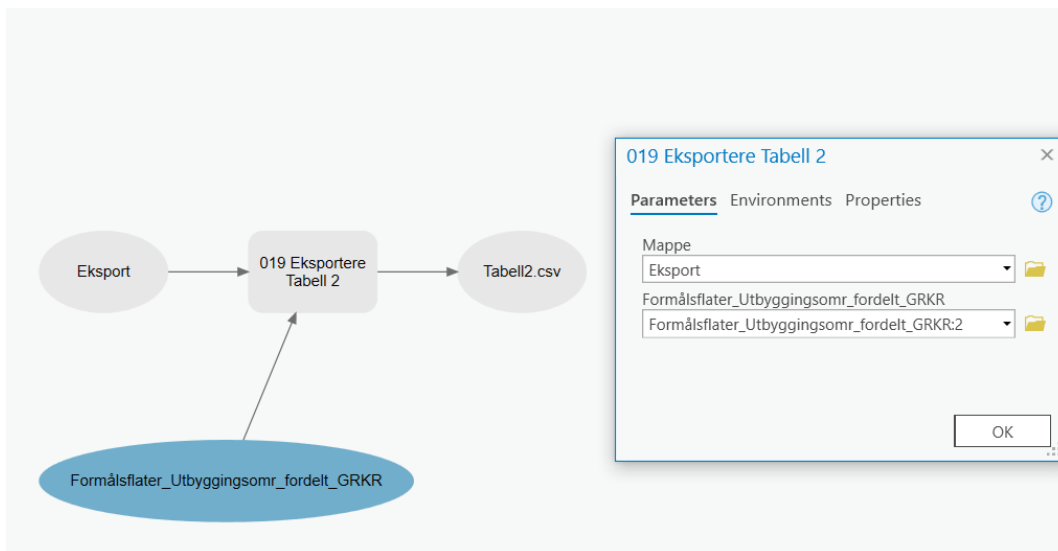 Eksport
019 Eksportere
Tabell 2
Tabell2.csv
Formålsflater_Utbyggingsomr_fordelt_GRKR
019 Eksportere Tabell 2
Parameters Environments Properties
Mappe
Eksport
Formålsflater_Utbyggingsomr_fordelt_GRKR
Formålsflater_Utbyggingsomr_fordelt_GRKR:2
OK